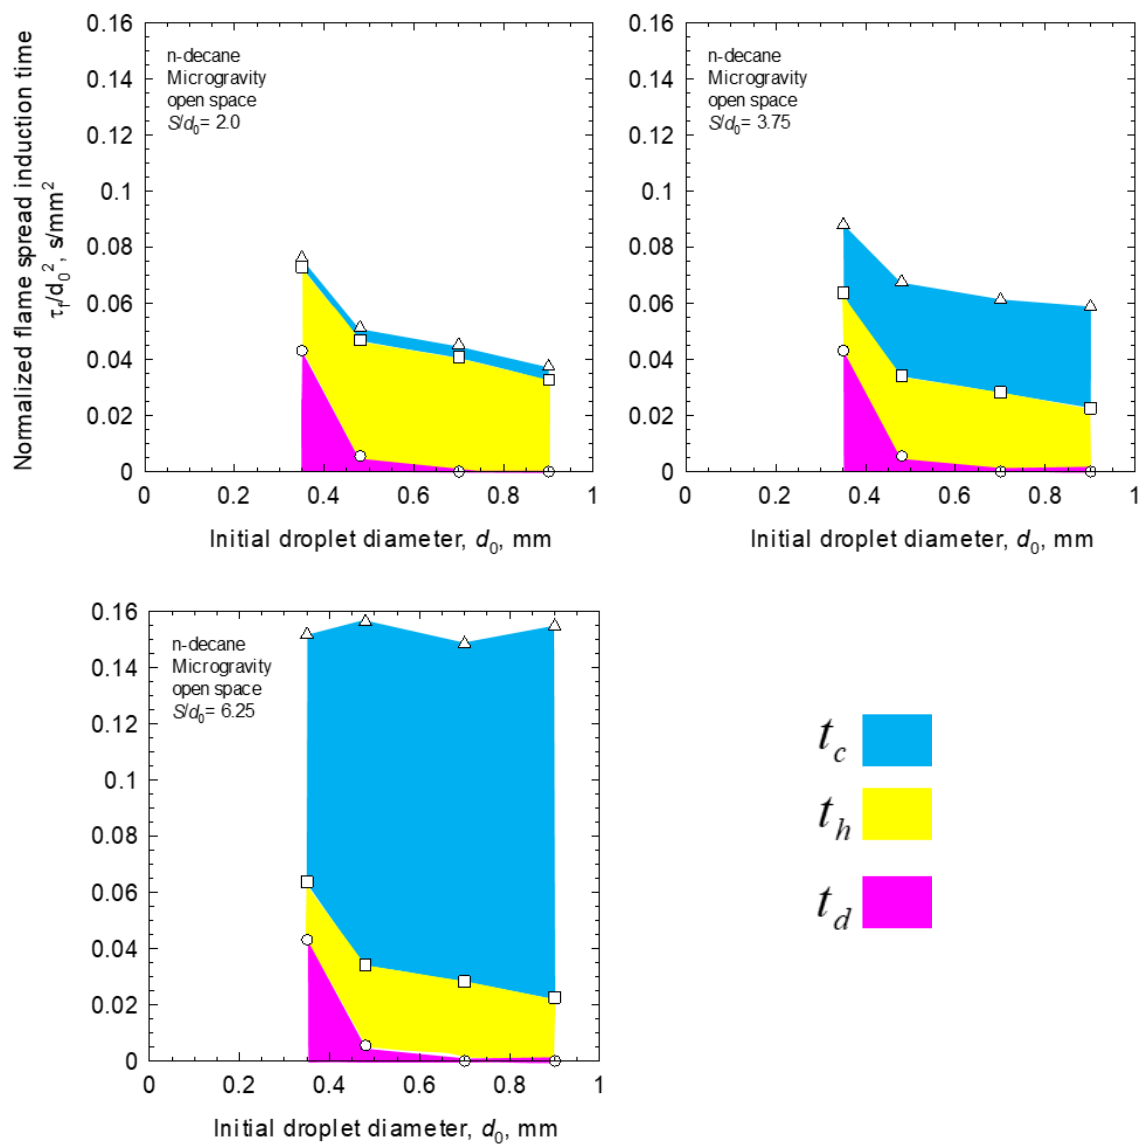 Normalized flame spread induction time
τf/d0², s/mm²
0.16
0.14
0.12
0.1
0.08
0.06
0.04
0.02
0
n-decane
Microgravity
open space
S/d0= 2.0
0 0.2 0.4 0.6 0.8 1
Initial droplet diameter, d0, mm
0.16
0.14
0.12
0.1
0.08
0.06
0.04
0.02
0
n-decane
Microgravity
open space
S/d0= 3.75
0 0.2 0.4 0.6 0.8 1
Initial droplet diameter, d0, mm
0.16
0.14
0.12
0.1
0.08
0.06
0.04
0.02
0
n-decane
Microgravity
open space
S/d0= 6.25
0 0.2 0.4 0.6 0.8 1
Initial droplet diameter, d0, mm
tc
th
td